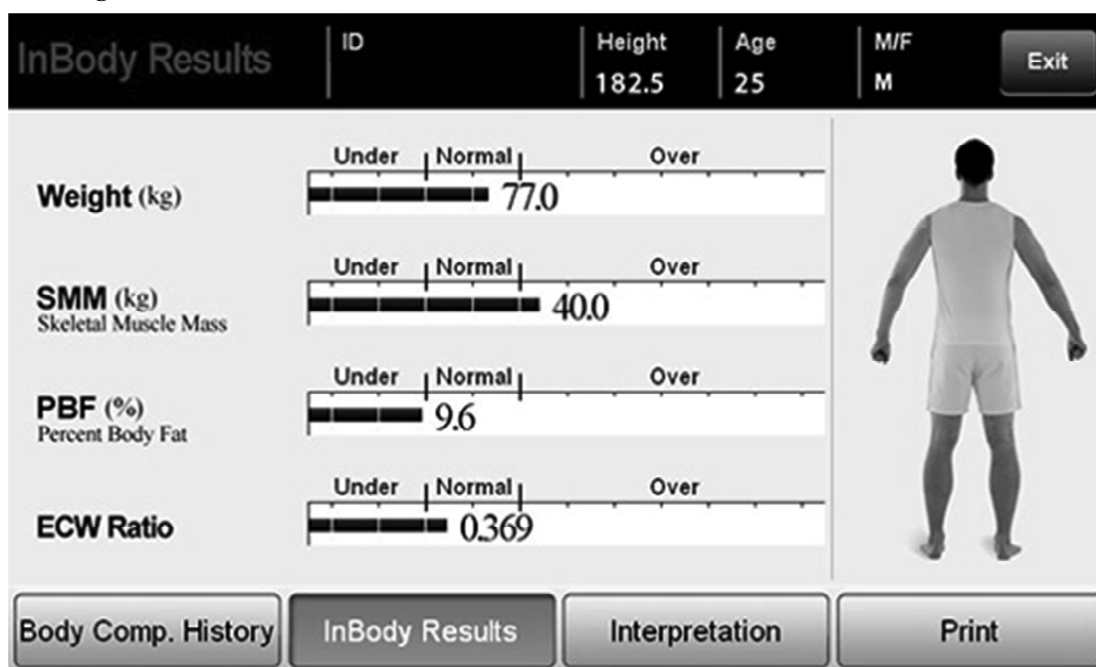 InBody Results
ID
Height
182.5
Age
25
M/F
M
Exit
Weight (kg)
Under Normal Over
77.0
SMM (kg)
Skeletal Muscle Mass
Under Normal Over
40.0
PBF (%)
Percent Body Fat
Under Normal Over
9.6
ECW Ratio
Under Normal Over
0.369
Body Comp. History
InBody Results
Interpretation
Print